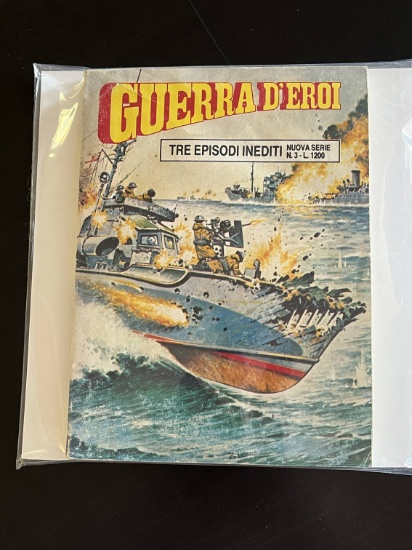 GUERRA D'EROI
TRE EPISODI INEDITI
NUOVA SERIE
N. 3 - L. 1200